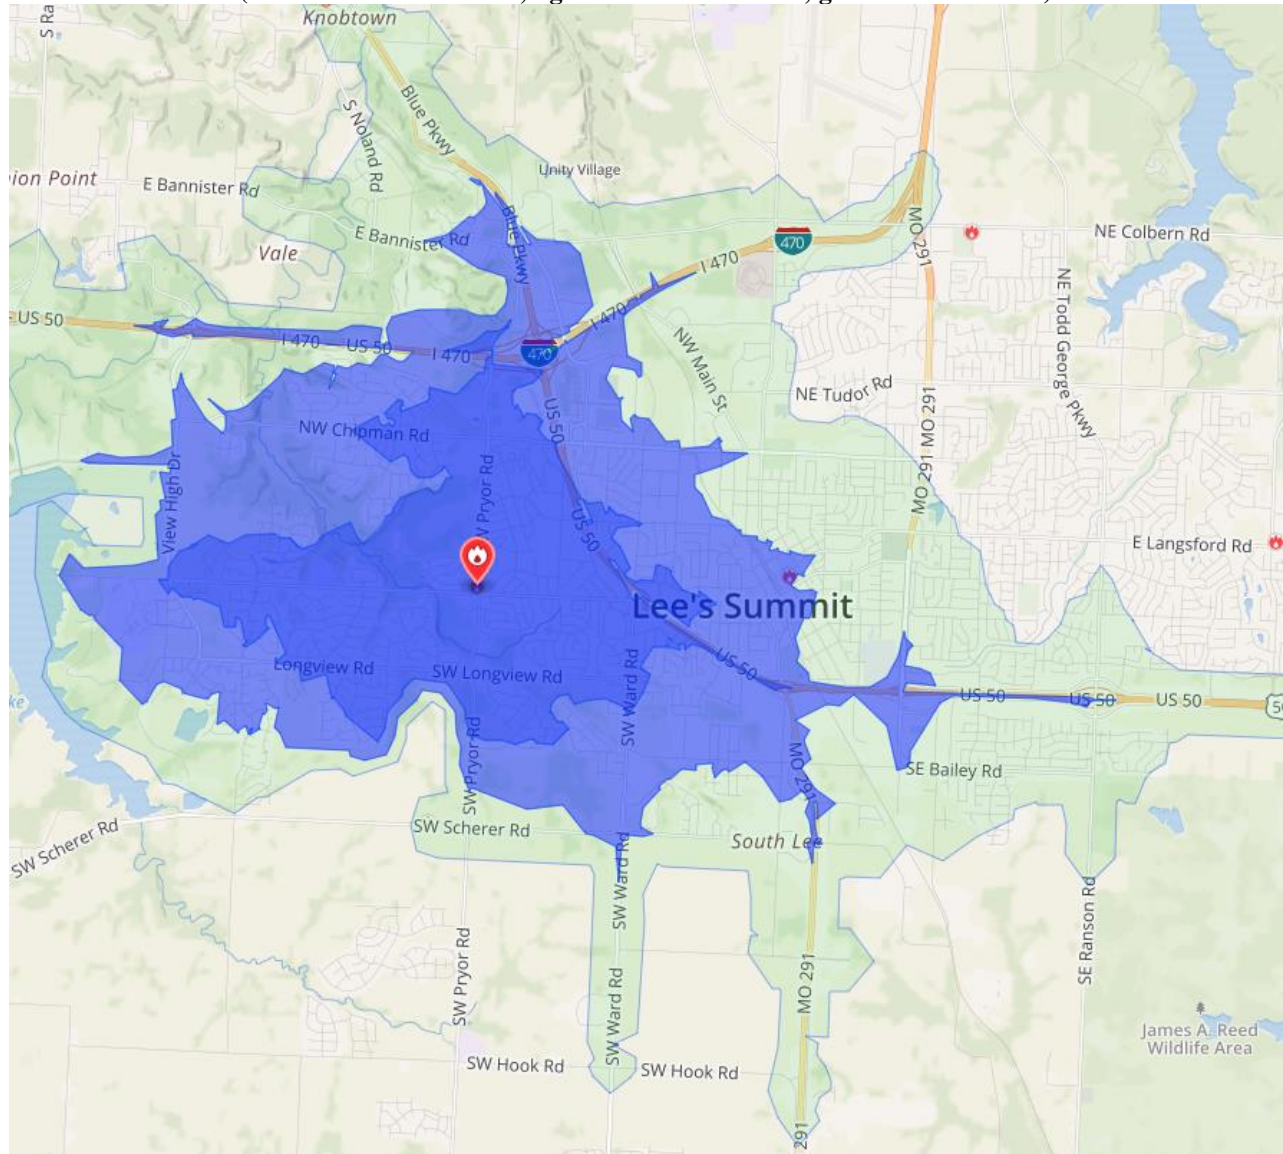 Knobtown
S Ra
Blue Pkwy
S Noland Rd
Unity Village
ion Point
E Bannister Rd
Blue Pkwy
MO 291
E Bannister Rd
NE Colbern Rd
Vale
470
I 470
NE Todd George Pkwy
US 50
I 470
I 470 — US 50
I 470
470
NW Main St
NE Tudor Rd
US 50
NW Chipman Rd
MO 291
MO 291
View High Dr
W Pryor Rd
US 50
E Langsford Rd
Lee's Summit
Longview Rd
SW Longview Rd
US 50
SW Ward Rd
US 50
US 50
US 50
50
ke
SW Pryor Rd
MO 291
SE Bailey Rd
SW Scherer Rd
SW Scherer Rd
South Lee
SW Ward Rd
SE Ranson Rd
SW Pryor Rd
SW Ward Rd
MO 291
James A. Reed
Wildlife Area
SW Hook Rd
SW Hook Rd
291